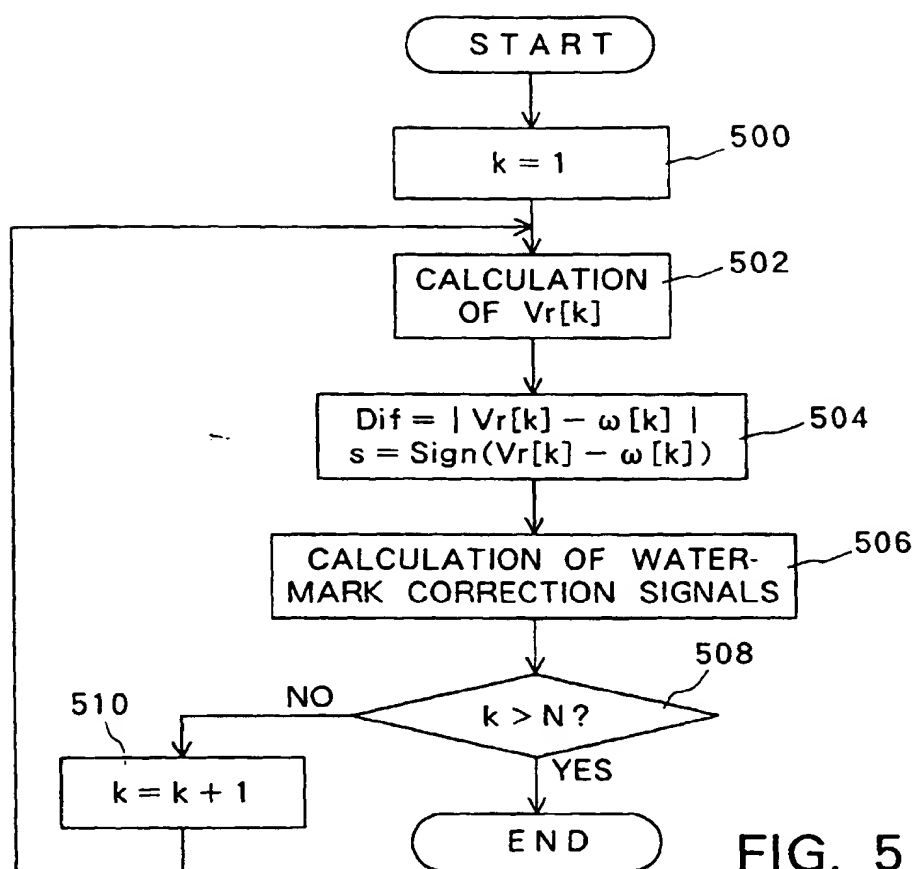 START
500
k = 1
502
CALCULATION
OF Vr[k]
504
Dif = | Vr[k] − ω[k] |
s = Sign(Vr[k] − ω[k])
506
CALCULATION OF WATER-
MARK CORRECTION SIGNALS
508
k > N?
NO
YES
510
k = k + 1
END
FIG. 5